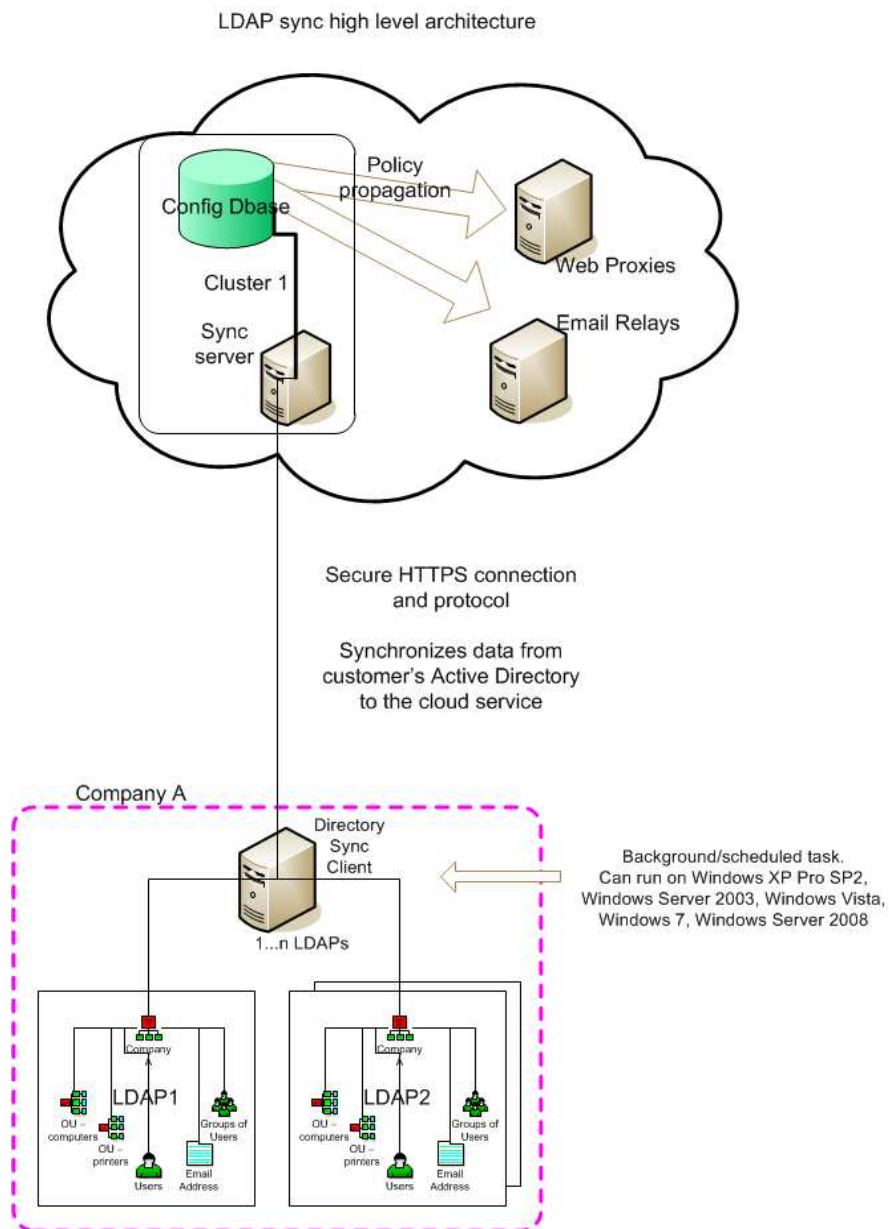 LDAP sync high level architecture
Policy
propagation
Config Dbase
Web Proxies
Cluster 1
Email Relays
Sync
server
Secure HTTPS connection
and protocol
Synchronizes data from
customer's Active Directory
to the cloud service
Company A
Directory
Sync
Client
1...n LDAPs
Background/scheduled task.
Can run on Windows XP Pro SP2,
Windows Server 2003, Windows Vista,
Windows 7, Windows Server 2008
Company
LDAP1
OU –
computers
OU –
printers
Users
Email
Address
Groups of
Users
Company
LDAP2
OU –
computers
OU –
printers
Users
Email
Address
Groups of
Users